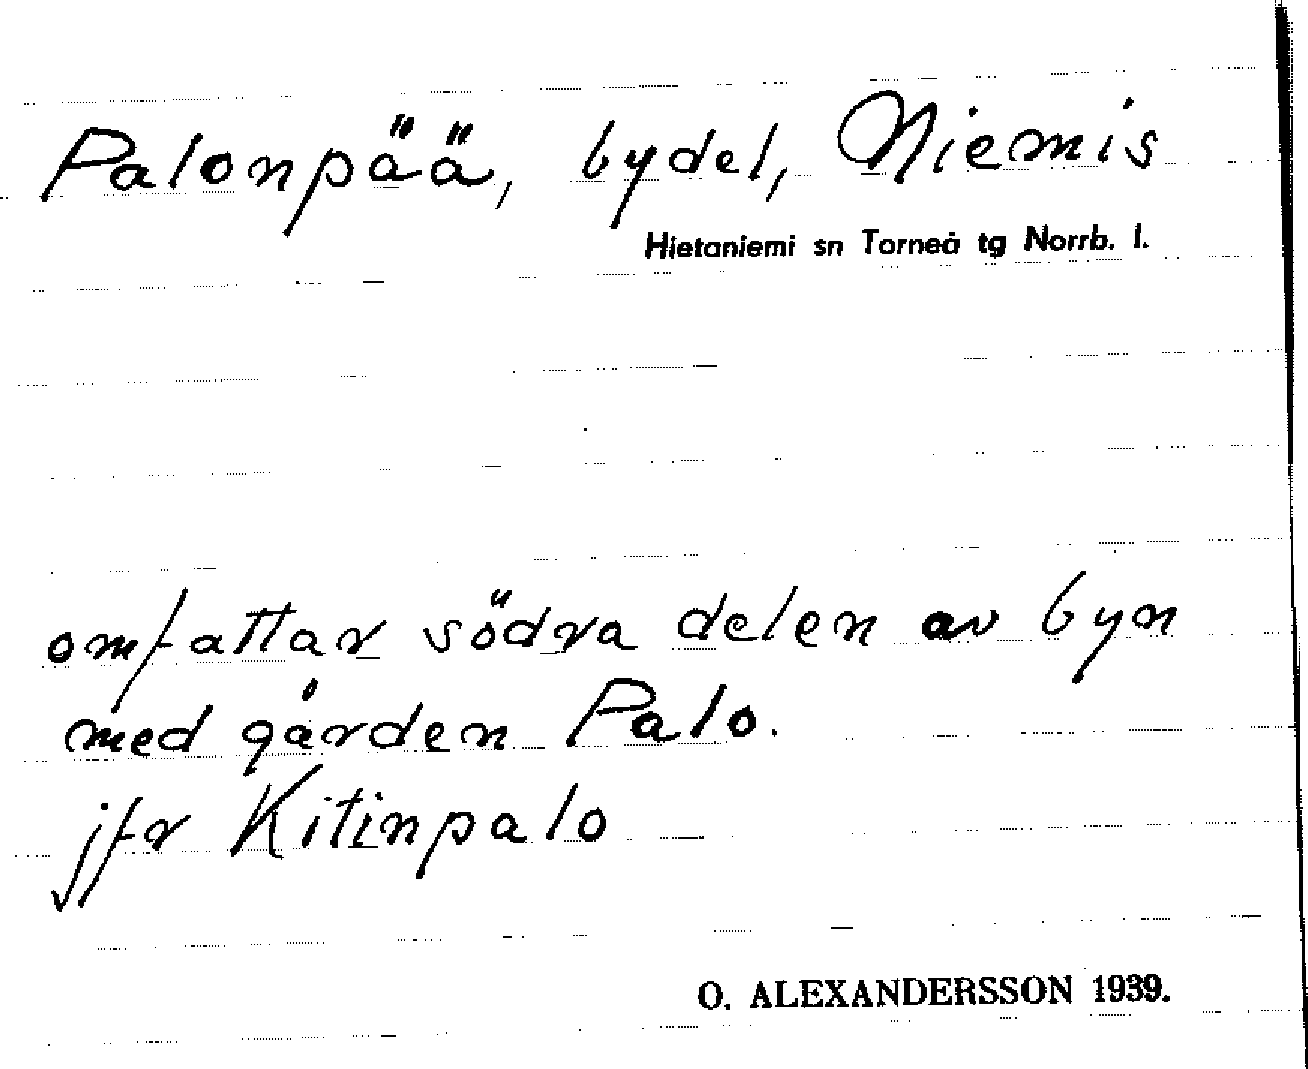 Palonpää, bydel, Niemis
Hietaniemi sn Torneå tg Norrb. l.
omfattar södra delen av byn
med gården Palo.
jfr Kitinpalo
O. ALEXANDERSSON 1939.